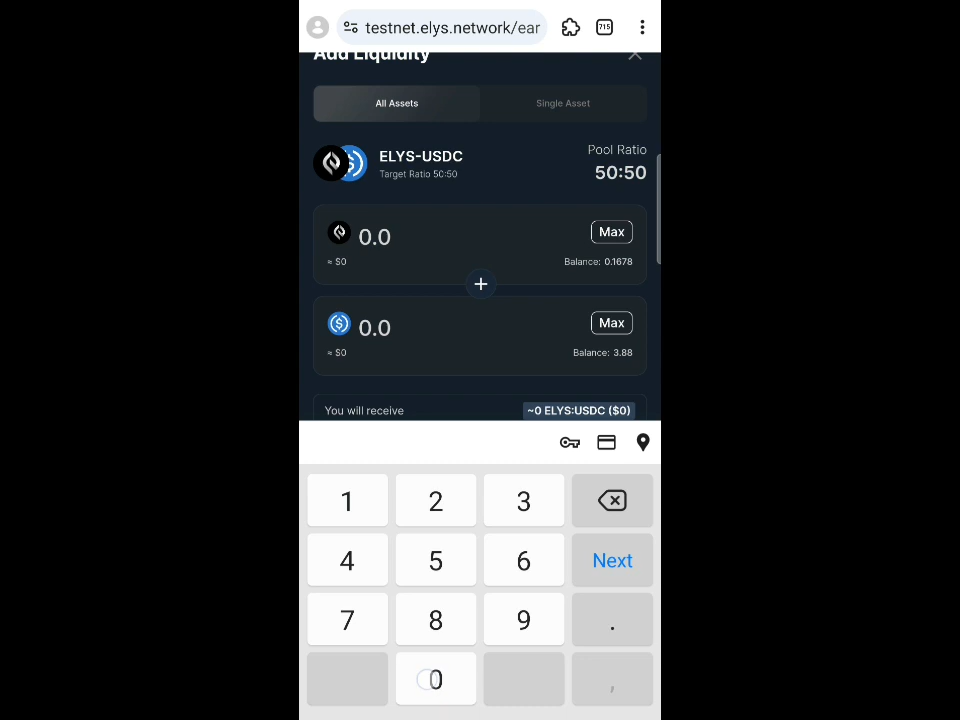 testnet.elys.network/ear
715
Add Liquidity
All Assets
Single Asset
ELYS-USDC
Target Ratio 50:50
Pool Ratio
50:50
0.0
Max
≈ $0
Balance: 0.1678
+
0.0
Max
≈ $0
Balance: 3.88
You will receive
~0 ELYS:USDC ($0)
1 2 3
4 5 6 Next
7 8 9 .
0 ,